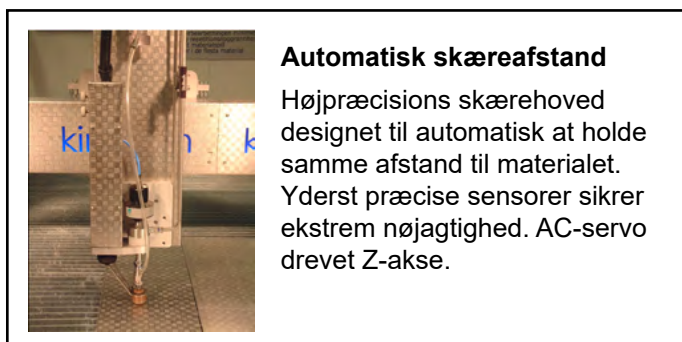 Automatisk skæreafstand
Højpræcisions skærehoved
designet til automatisk at holde
samme afstand til materialet.
Yderst præcise sensorer sikrer
ekstrem nøjagtighed. AC-servo
drevet Z-akse.